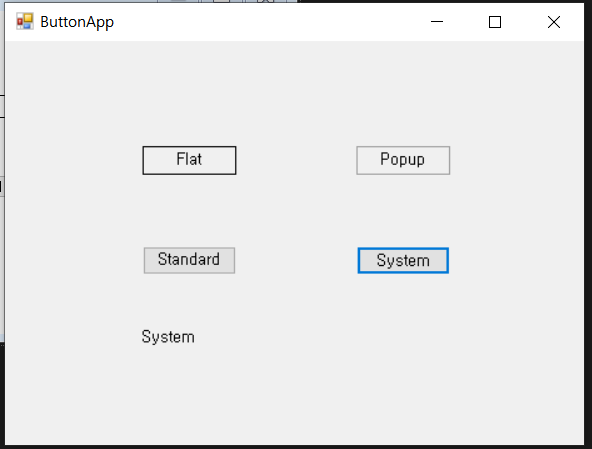 ButtonApp
Flat
Popup
Standard
System
System